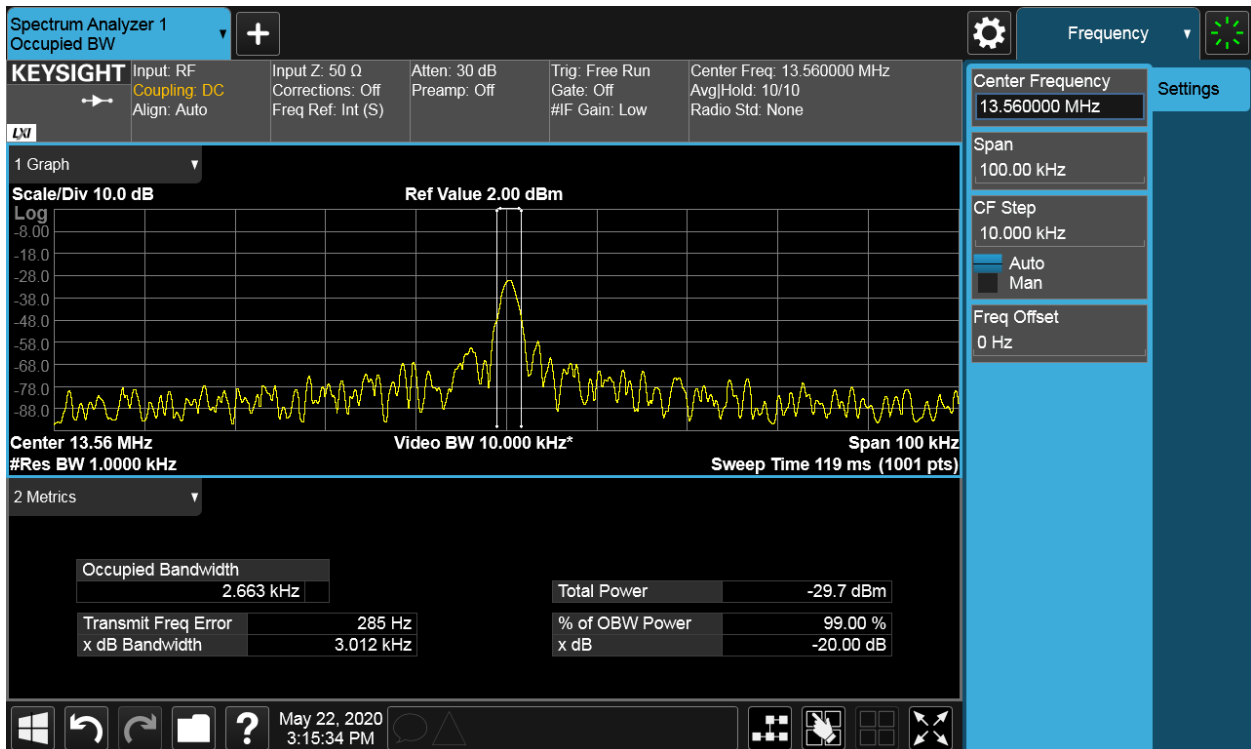 Spectrum Analyzer 1
Occupied BW
+
Frequency
KEYSIGHT
LXI
Input: RF
Coupling: DC
Align: Auto
Input Z: 50 Ω
Corrections: Off
Freq Ref: Int (S)
Atten: 30 dB
Preamp: Off
Trig: Free Run
Gate: Off
#IF Gain: Low
Center Freq: 13.560000 MHz
Avg|Hold: 10/10
Radio Std: None
Center Frequency
13.560000 MHz
Settings
Span
100.00 kHz
CF Step
10.000 kHz
Auto
Man
Freq Offset
0 Hz
1 Graph
Scale/Div 10.0 dB
Ref Value 2.00 dBm
Log
-8.00
-18.0
-28.0
-38.0
-48.0
-58.0
-68.0
-78.0
-88.0
Center 13.56 MHz
Video BW 10.000 kHz*
Span 100 kHz
#Res BW 1.0000 kHz
Sweep Time 119 ms (1001 pts)
2 Metrics
Occupied Bandwidth
2.663 kHz
Total Power -29.7 dBm
Transmit Freq Error 285 Hz
% of OBW Power 99.00 %
x dB Bandwidth 3.012 kHz
x dB -20.00 dB
?
May 22, 2020
3:15:34 PM